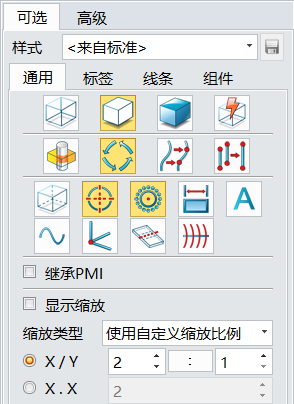 可选 高级
样式 <来自标准>
通用 标签 线条 组件
A
继承PMI
显示缩放
缩放类型 使用自定义缩放比例
X / Y 2 : 1
X . X 2